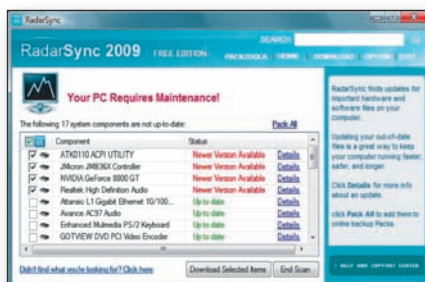 RadarSync
RadarSync 2009 FREE EDITION
SEARCH
HOME DOWNLOAD OPTION EXIT
Your PC Requires Maintenance!
The following 17 system components are not up-to-date: Pack All
Component Status
ATK0110 ACPI UTILITY Newer Version Available Details
JMicron JMB36X Controller Newer Version Available Details
NVIDIA GeForce 8800 GT Newer Version Available Details
Realtek High Definition Audio Newer Version Available Details
Attansic L1 Gigabit Ethernet 10/100... Up to date Details
Avance AC97 Audio Up to date Details
Enhanced Multimedia PS/2 Keyboard Up to date Details
GOTVIEW DVD PCI Video Encoder Up to date Details
Didn't find what you're looking for? Click here Download Selected Items End Scan
RadarSync finds updates for
important hardware and
software files on your
computer.
Updating your out-of-date
files is a great way to keep
your computer running faster,
safer, and longer.
Click Details for more info
about an update.
click Pack All to add them to
online backup Packs.
HELP AND SUPPORT CENTER